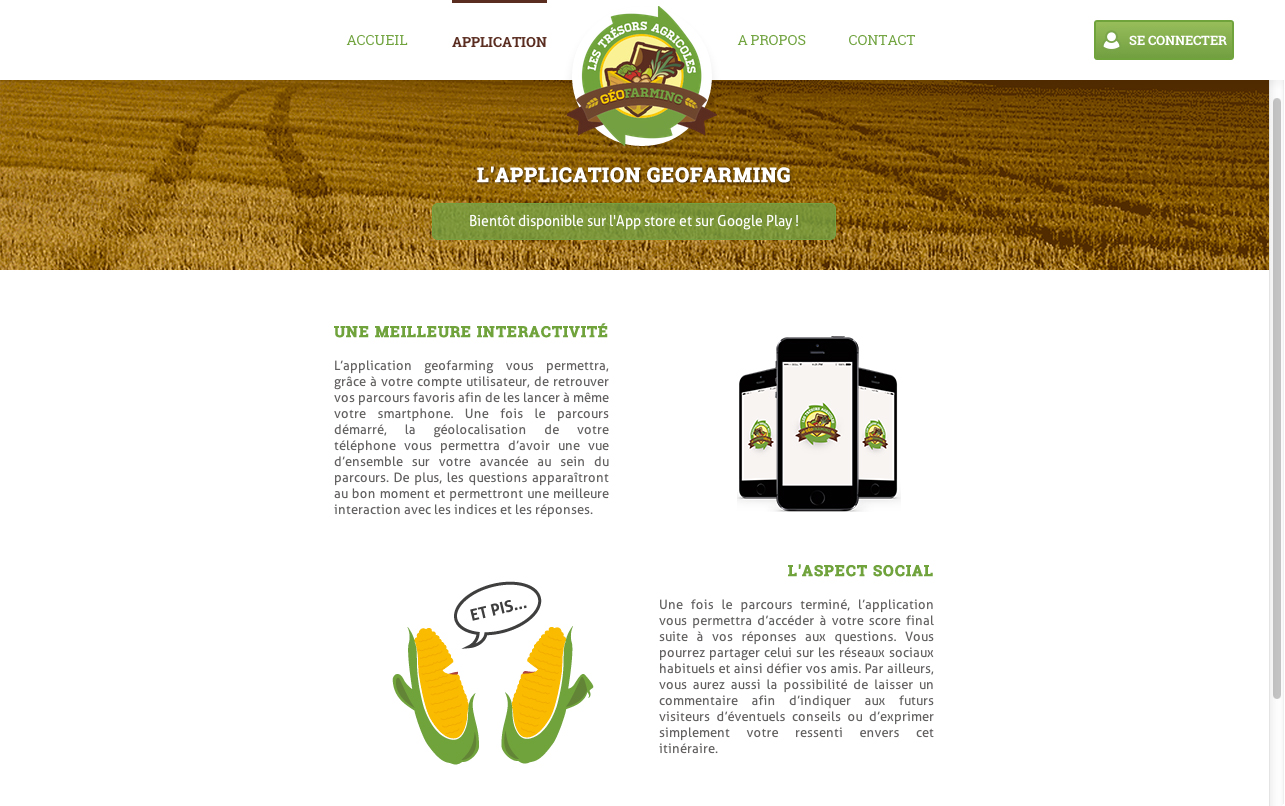 ACCUEIL
APPLICATION
LES TRÉSORS AGRICOLES
GÉOFARMING
A PROPOS
CONTACT
SE CONNECTER
L'APPLICATION GEOFARMING
Bientôt disponible sur l'App store et sur Google Play !
UNE MEILLEURE INTERACTIVITÉ
L’application geofarming vous permettra,
grâce à votre compte utilisateur, de retrouver
vos parcours favoris afin de les lancer à même
votre smartphone. Une fois le parcours
démarré, la géolocalisation de votre
téléphone vous permettra d’avoir une vue
d’ensemble sur votre avancée au sein du
parcours. De plus, les questions apparaîtront
au bon moment et permettront une meilleure
interaction avec les indices et les réponses.
ET PIS...
L'ASPECT SOCIAL
Une fois le parcours terminé, l’application
vous permettra d’accéder à votre score final
suite à vos réponses aux questions. Vous
pourrez partager celui sur les réseaux sociaux
habituels et ainsi défier vos amis. Par ailleurs,
vous aurez aussi la possibilité de laisser un
commentaire afin d’indiquer aux futurs
visiteurs d’éventuels conseils ou d’exprimer
simplement votre ressenti envers cet
itinéraire.